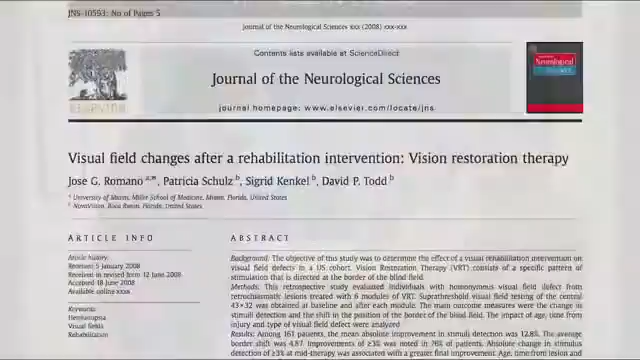 JNS-10593; No of Pages 5
Journal of the Neurological Sciences xxx (2008) xxx-xxx
Contents lists available at ScienceDirect
Journal of the Neurological Sciences
journal homepage: www.elsevier.com/locate/jns
ELSEVIER
Neurological
Visual field changes after a rehabilitation intervention: Vision restoration therapy
Jose G. Romano a,*, Patricia Schulz b, Sigrid Kenkel b, David P. Todd b
a University of Miami, Miller School of Medicine, Miami, Florida, United States
b NovaVision, Boca Raton, Florida, United States
ARTICLE INFO
Article history:
Received 5 January 2008
Received in revised form 12 June 2008
Accepted 18 June 2008
Available online xxxx
Keywords:
Hemianopsia
Visual fields
Rehabilitation
ABSTRACT
Background: The objective of this study was to determine the effect of a visual rehabilitation intervention on
visual field defects in a US cohort. Vision Restoration Therapy (VRT) consists of a specific pattern of
stimulation that is directed at the border of the blind field.
Methods: This retrospective study evaluated individuals with homonymous visual field defect from
retrochiasmatic lesions treated with 6 modules of VRT. Suprathreshold visual field testing of the central
43×32 was obtained at baseline and after each module. The main outcome measures were the change in
stimuli detection and the shift in the position of the border of the blind field. The impact of age, time from
injury and type of visual field defect were analyzed
Results: Among 161 patients, the mean absolute improvement in stimuli detection was 12.8%. The average
border shift was 4.87. Improvements of ≥3% was noted in 76% of patients. Absolute change in stimulus
detection of ≥3% at mid-therapy was associated with a greater final improvement. Age, time from lesion and